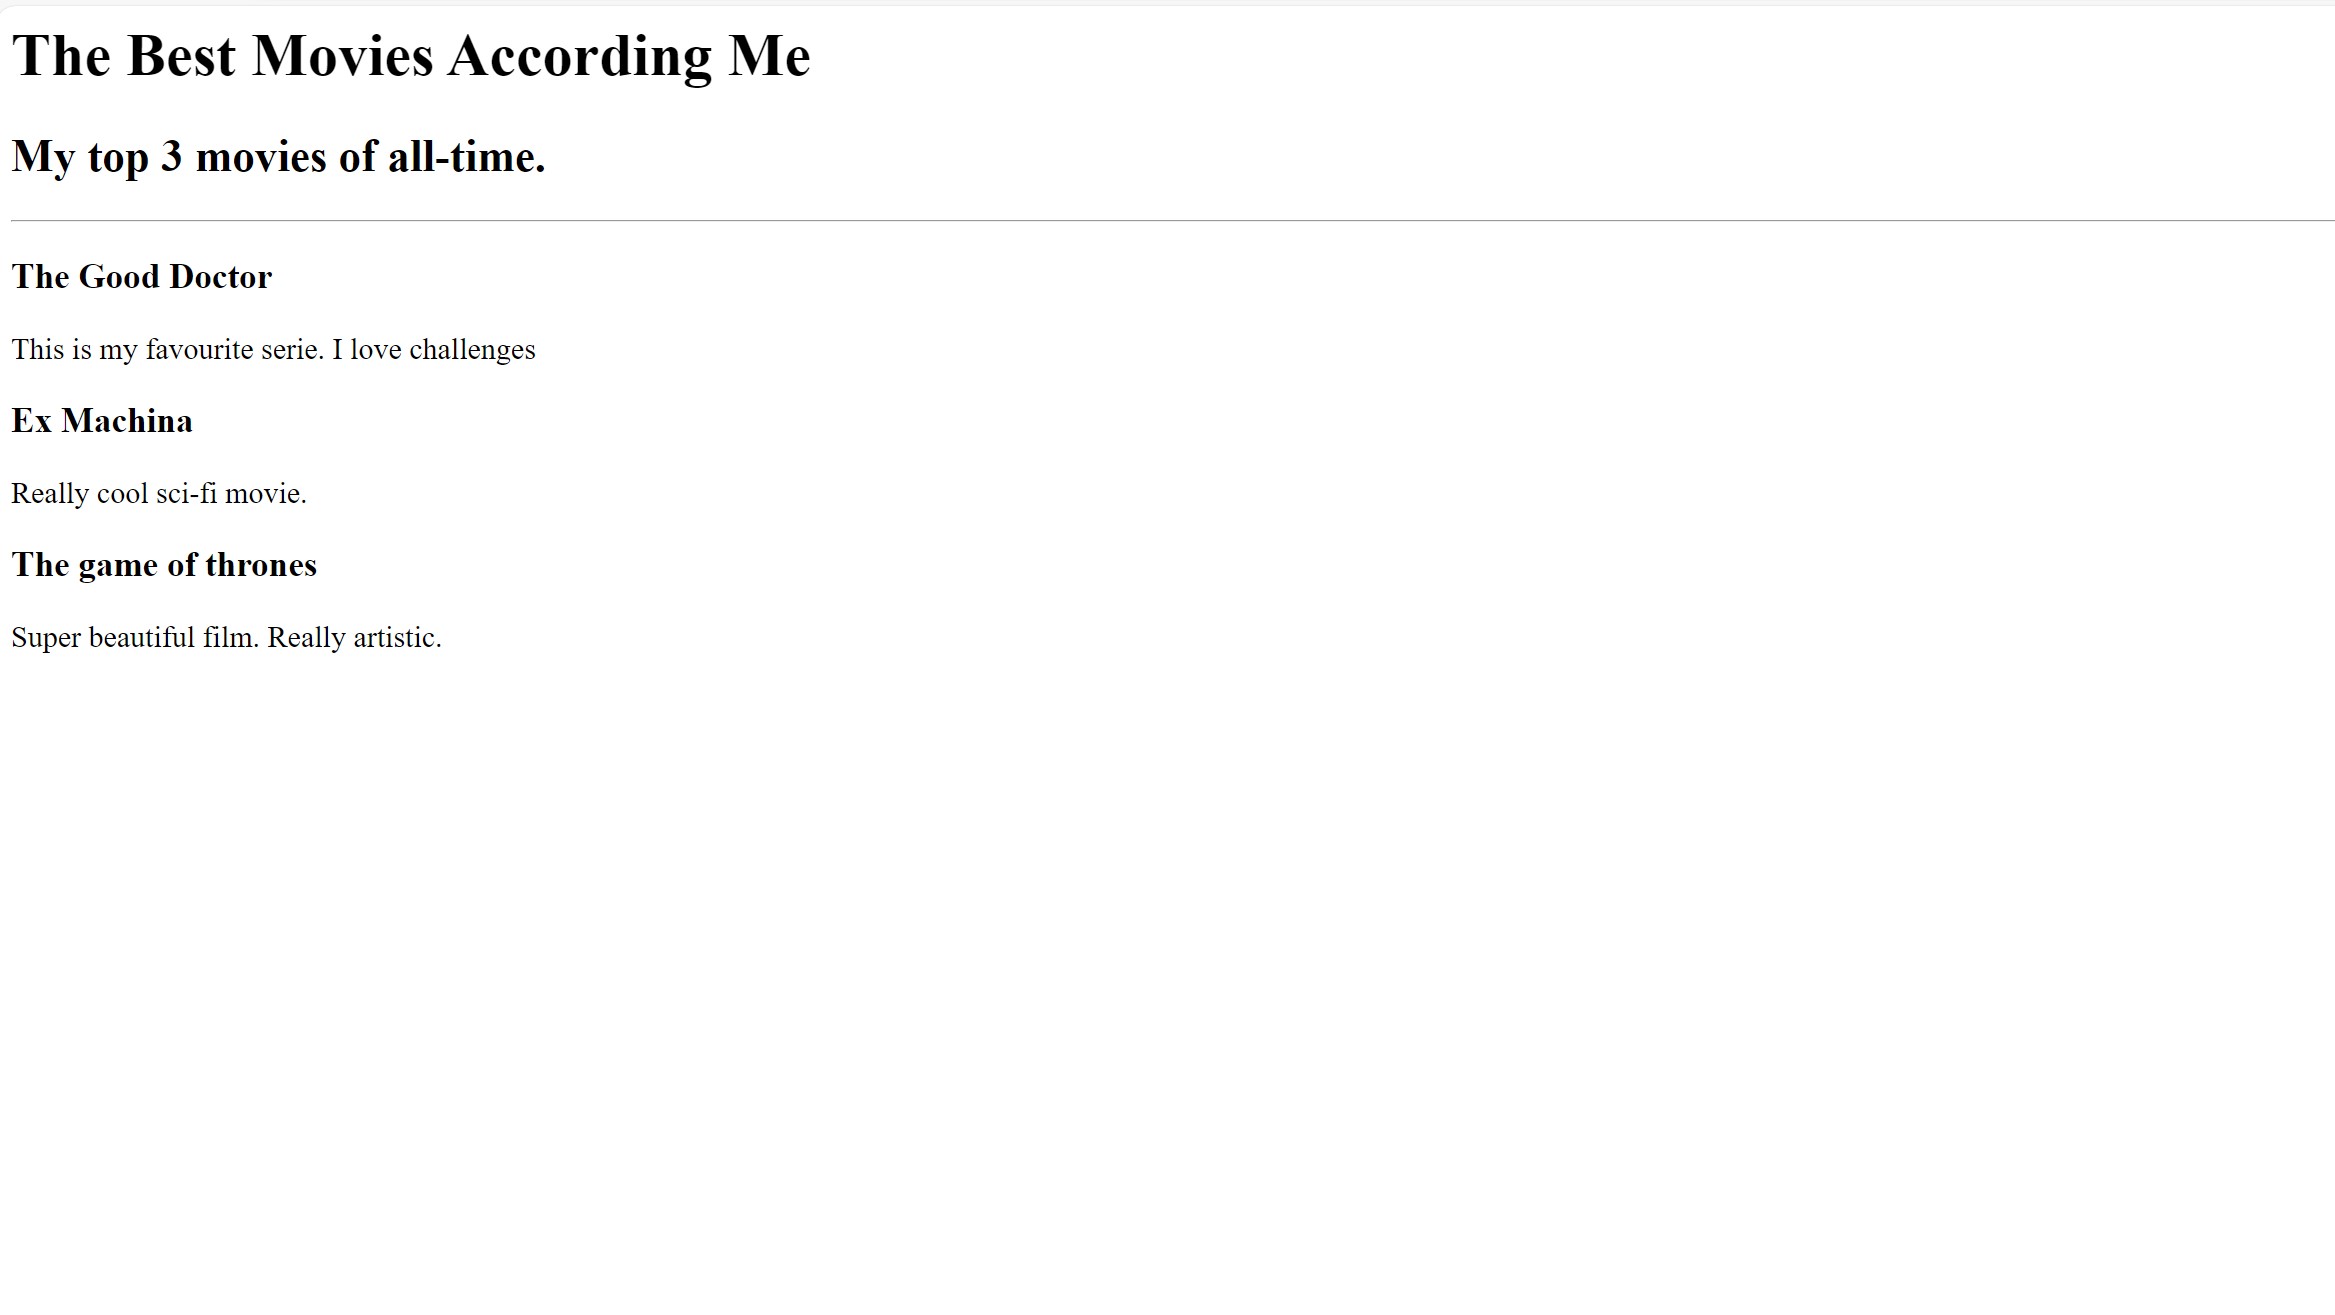 The Best Movies According Me
My top 3 movies of all-time.
The Good Doctor
This is my favourite serie. I love challenges
Ex Machina
Really cool sci-fi movie.
The game of thrones
Super beautiful film. Really artistic.